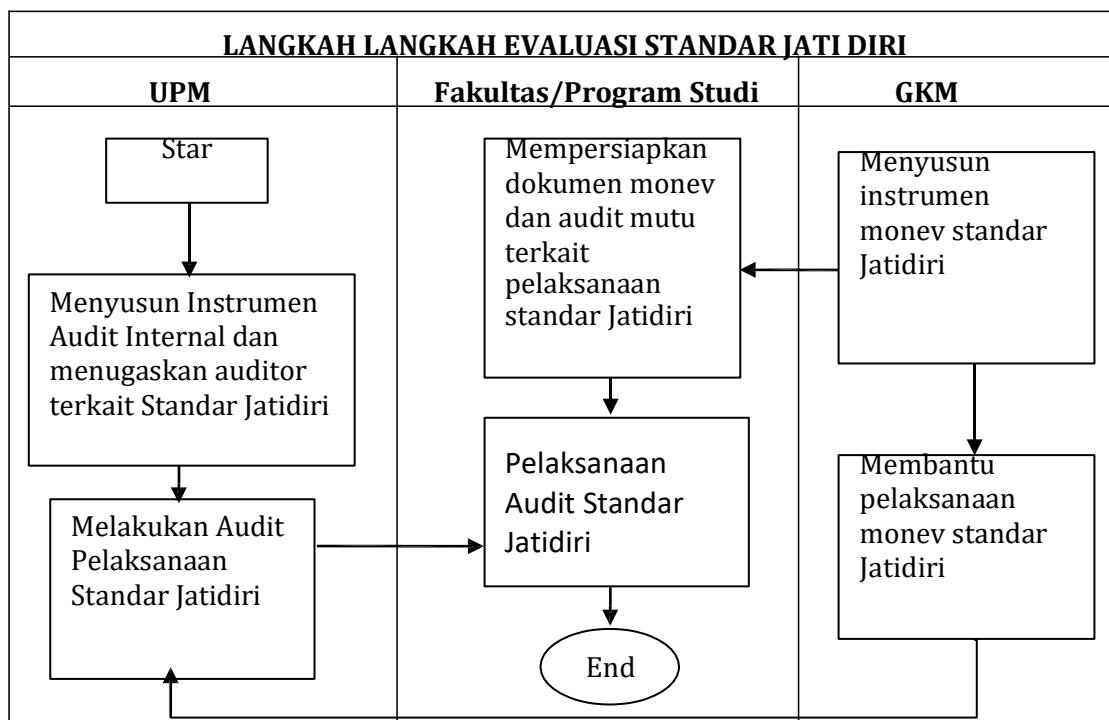 LANGKAH LANGKAH EVALUASI STANDAR JATI DIRI
UPM
Fakultas/Program Studi
GKM
Star
Menyusun Instrumen
Audit Internal dan
menugaskan auditor
terkait Standar Jatidiri
Melakukan Audit
Pelaksanaan
Standar Jatidiri
Mempersiapkan
dokumen monev
dan audit mutu
terkait
pelaksanaan
standar Jatidiri
Pelaksanaan
Audit Standar
Jatidiri
End
Menyusun
instrumen
monev standar
Jatidiri
Membantu
pelaksanaan
monev standar
Jatidiri